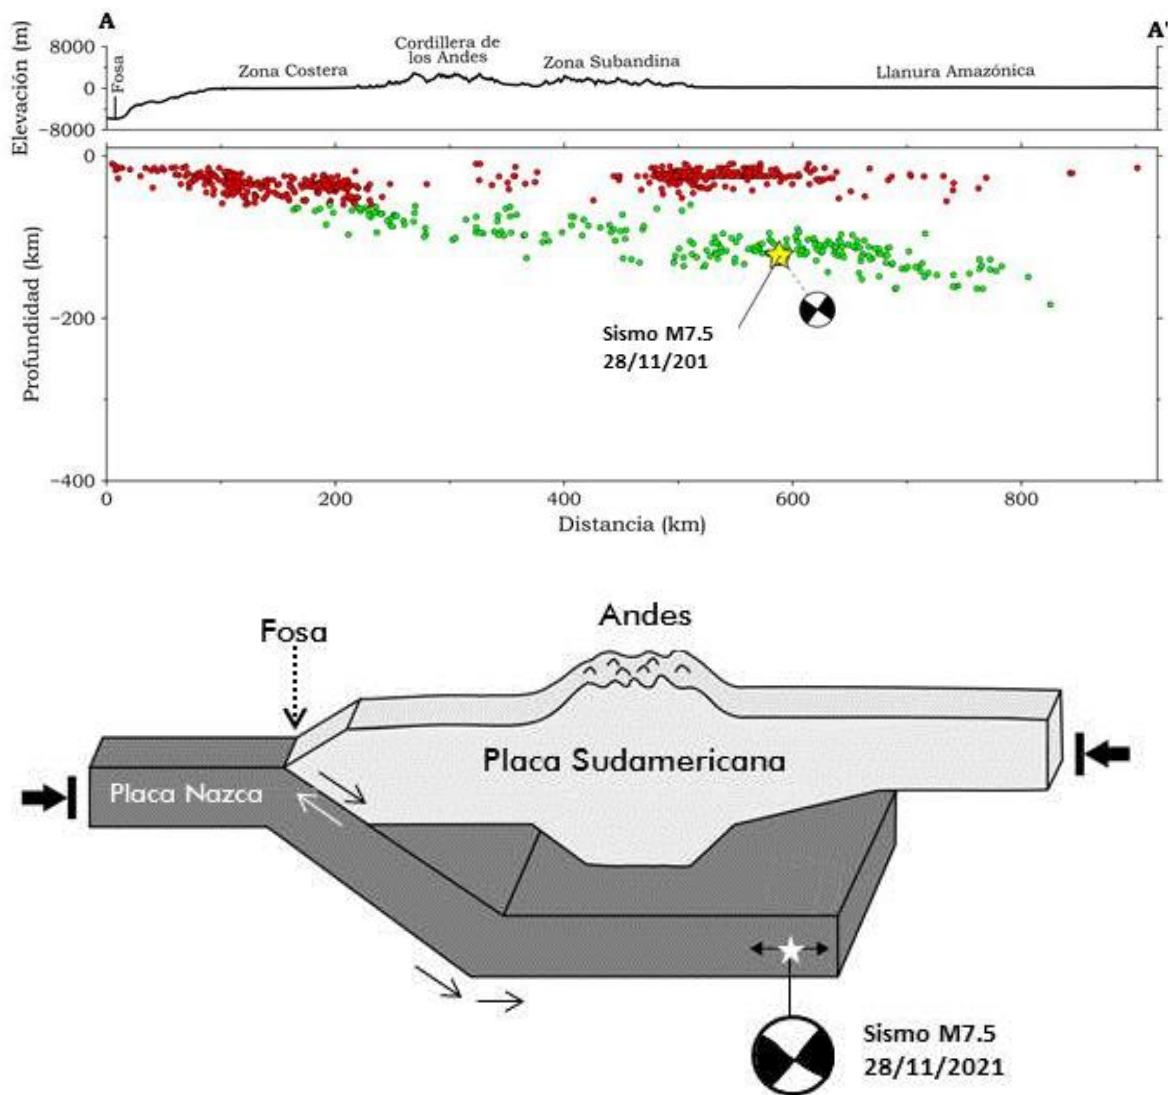 A
A'
8000
0
−8000
Elevación (m)
Fosa
Zona Costera
Cordillera de
los Andes
Zona Subandina
Llanura Amazónica
0
−200
−400
Profundidad (km)
Sismo M7.5
28/11/201
0
200
400
600
800
Distancia (km)
Andes
Fosa
Placa Sudamericana
Placa Nazca
Sismo M7.5
28/11/2021